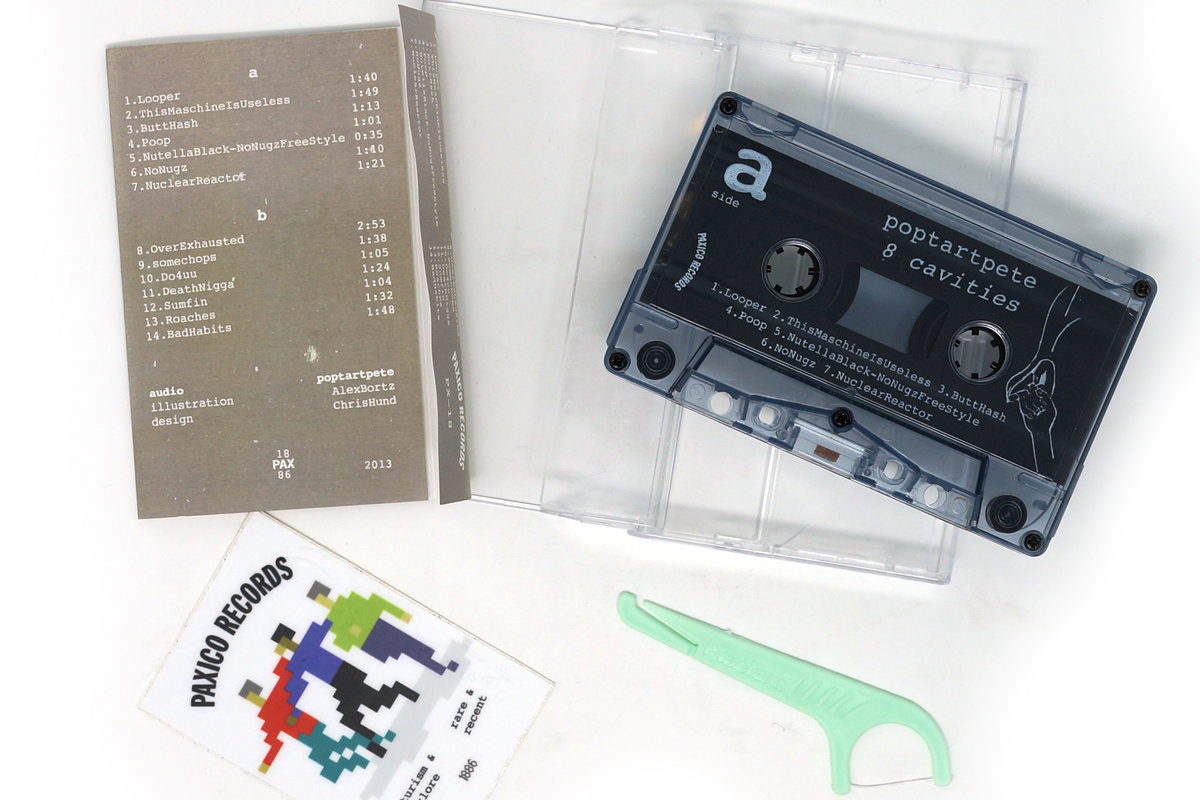 a
1.Looper 1:40
2.ThisMaschineIsUseless 1:49
3.ButtHash 1:13
4.Poop 1:01
5.NutellaBlack-NoNugzFreeStyle 0:35
6.NoNugz 1:40
7.NuclearReactor 1:21
b
8.OverExhausted 2:53
9.somechops 1:38
10.Do4uu 1:05
11.DeathNigga 1:24
12.Sumfin 1:04
13.Roaches 1:32
14.BadHabits 1:48
audio poptartpete
illustration AlexBortz
design ChrisHund
18
PAX
86
2013
PAXICO RECORDS
a
side
poptartpete
8 cavities
PAXICO RECORDS
1.Looper 2.ThisMaschineIsUseless 3.ButtHash
4.Poop 5.NutellaBlack-NoNugzFreeStyle
6.NoNugz 7.NuclearReactor
PAXICO RECORDS
rare &
recent
turism &
lore
1886